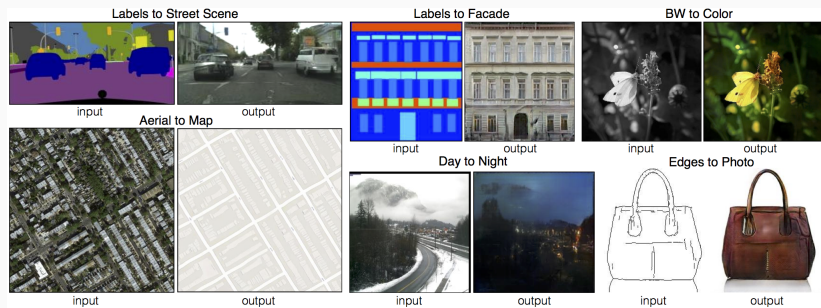 Labels to Street Scene
input
output
Aerial to Map
input
output
Labels to Facade
input
output
BW to Color
input
output
Day to Night
input
output
Edges to Photo
input
output